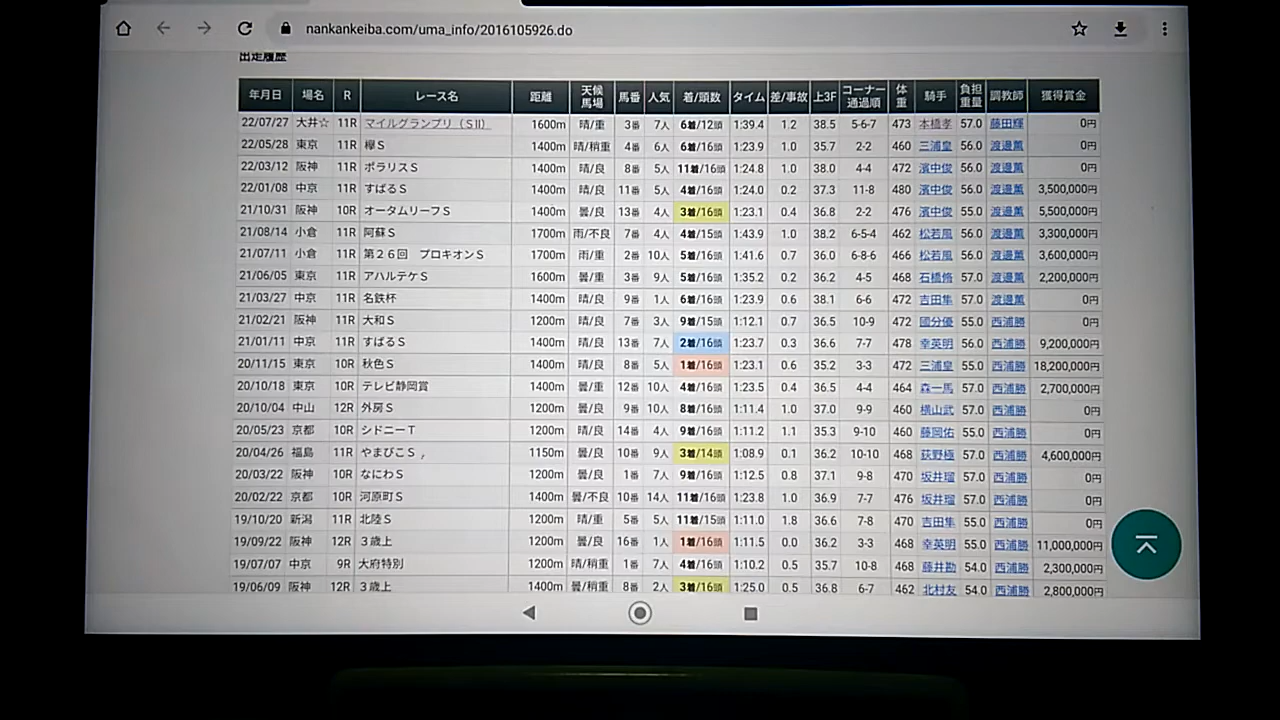 nankankeiba.com/uma_info/2016105926.do
出走履歴
年月日 場名 R レース名 距離 天候馬場 馬番 人気 着/頭数 タイム 差/事故 上3F コーナー通過順 体重 騎手 負担重量 調教師 獲得賞金
22/07/27 大井☆ 11R マイルグランプリ（SII） 1600m 晴/重 3番 7人 6着/12頭 1:39.4 1.2 38.5 5-6-7 473 本橋孝 57.0 藤田輝 0円
22/05/28 東京 11R 欅Ｓ 1400m 晴/稍重 4番 6人 6着/16頭 1:23.9 1.0 35.7 2-2 460 三浦皇 56.0 渡邊薫 0円
22/03/12 阪神 11R ポラリスＳ 1400m 晴/良 8番 5人 11着/16頭 1:24.8 1.0 38.0 4-4 472 濱中俊 56.0 渡邊薫 0円
22/01/08 中京 11R すばるＳ 1400m 晴/良 11番 5人 4着/16頭 1:24.0 0.2 37.3 11-8 480 濱中俊 56.0 渡邊薫 3,500,000円
21/10/31 阪神 10R オータムリーフＳ 1400m 曇/良 13番 4人 3着/16頭 1:23.1 0.4 36.8 2-2 476 濱中俊 55.0 渡邊薫 5,500,000円
21/08/14 小倉 11R 阿蘇Ｓ 1700m 雨/不良 7番 4人 4着/15頭 1:43.9 1.0 38.2 6-5-4 462 松若風 57.0 渡邊薫 3,300,000円
21/07/11 小倉 11R 第２６回　プロキオンＳ 1700m 雨/重 2番 10人 5着/16頭 1:41.6 0.7 36.0 6-8-6 466 松若風 56.0 渡邊薫 3,600,000円
21/06/05 東京 11R アハルテケＳ 1600m 曇/重 3番 9人 5着/16頭 1:35.2 0.2 36.2 4-5 468 石橋脩 57.0 渡邊薫 2,200,000円
21/03/27 中京 11R 名鉄杯 1400m 晴/良 9番 1人 6着/16頭 1:23.9 0.6 38.1 6-6 472 吉田隼 57.0 渡邊薫 0円
21/02/21 阪神 11R 大和Ｓ 1200m 晴/良 7番 3人 9着/15頭 1:12.1 0.7 36.5 10-9 472 國分優 55.0 西浦勝 0円
21/01/11 中京 11R すばるＳ 1400m 晴/良 13番 7人 2着/16頭 1:23.7 0.3 36.6 7-7 478 幸英明 56.0 西浦勝 9,200,000円
20/11/15 東京 10R 秋色Ｓ 1400m 晴/良 8番 5人 1着/16頭 1:23.1 0.6 35.2 3-3 472 三浦皇 55.0 西浦勝 18,200,000円
20/10/18 東京 10R テレビ静岡賞 1400m 曇/重 12番 10人 4着/16頭 1:23.5 0.4 36.5 4-4 464 森一馬 57.0 西浦勝 2,700,000円
20/10/04 中山 12R 外房Ｓ 1200m 曇/良 9番 10人 8着/16頭 1:11.4 1.0 37.0 9-9 460 横山武 57.0 西浦勝 0円
20/05/23 京都 10R シドニーＴ 1200m 晴/良 14番 4人 9着/16頭 1:11.2 1.1 35.3 9-10 460 藤岡佑 55.0 西浦勝 0円
20/04/26 福島 11R やまびこＳ 1150m 曇/良 10番 9人 3着/14頭 1:08.9 0.1 36.2 10-10 468 荻野極 57.0 西浦勝 4,600,000円
20/03/22 阪神 10R なにわＳ 1200m 曇/良 1番 7人 9着/16頭 1:12.5 0.8 37.1 9-8 470 坂井瑠 57.0 西浦勝 0円
20/02/22 京都 10R 河原町Ｓ 1400m 曇/不良 10番 14人 11着/16頭 1:23.8 1.0 36.9 7-7 476 坂井瑠 57.0 西浦勝 0円
19/10/20 新潟 11R 北陸Ｓ 1200m 晴/重 5番 5人 11着/15頭 1:11.0 1.8 36.6 7-8 470 吉田隼 55.0 西浦勝 0円
19/09/22 阪神 12R ３歳上 1200m 曇/良 16番 1人 1着/16頭 1:11.5 0.0 36.2 3-3 468 幸英明 55.0 西浦勝 11,000,000円
19/07/07 中京 9R 大府特別 1200m 晴/稍重 1番 7人 4着/16頭 1:10.2 0.5 35.7 10-8 468 藤井勘 54.0 西浦勝 2,300,000円
19/06/09 阪神 12R ３歳上 1400m 曇/稍重 8番 2人 3着/16頭 1:25.0 0.5 36.8 6-7 462 北村友 54.0 西浦勝 2,800,000円